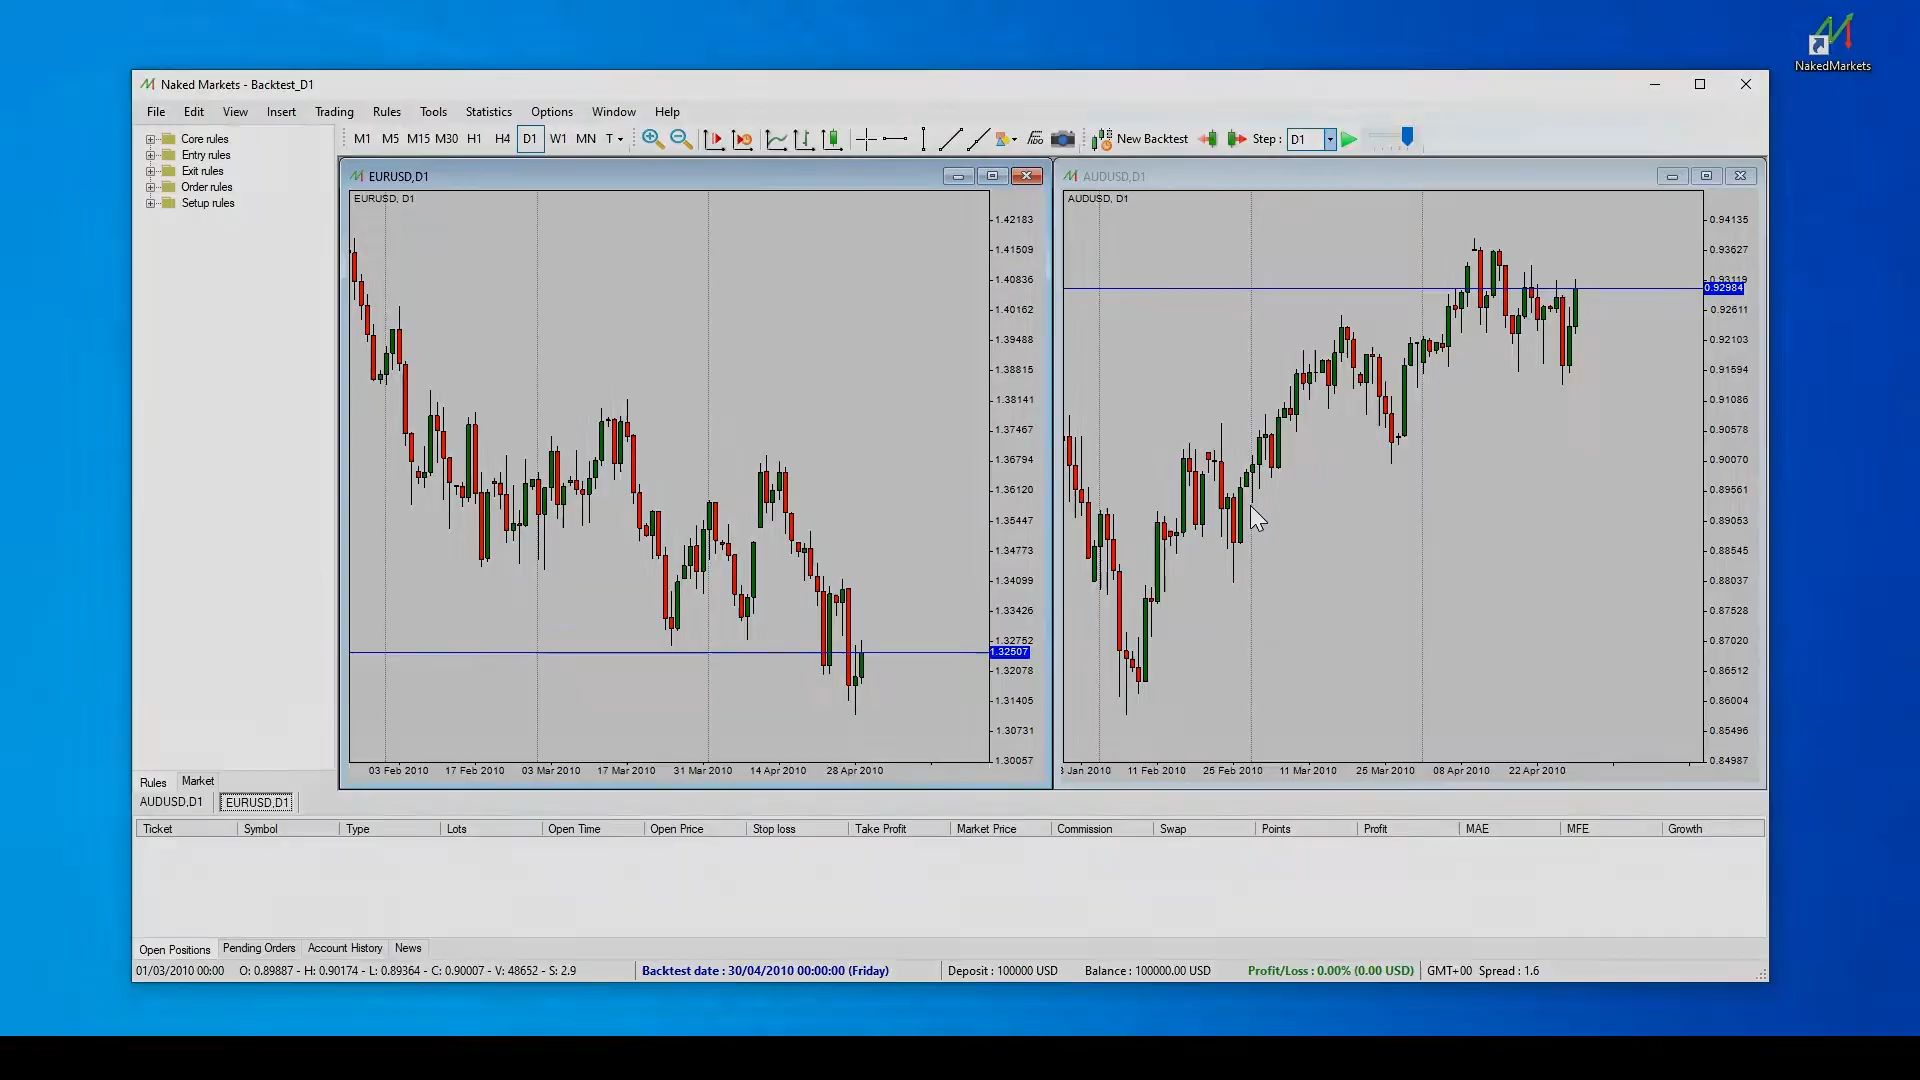 NakedMarkets
Naked Markets - Backtest_D1
File Edit View Insert Trading Rules Tools Statistics Options Window Help
M1 M5 M15 M30 H1 H4 D1 W1 MN T New Backtest Step : D1
Core rules
Entry rules
Exit rules
Order rules
Setup rules
EURUSD,D1
EURUSD, D1
1.42183
1.41509
1.40836
1.40162
1.39488
1.38815
1.38141
1.37467
1.36794
1.36120
1.35447
1.34773
1.34099
1.33426
1.32752
1.32507
1.32078
1.31405
1.30731
1.30057
03 Feb 2010 17 Feb 2010 03 Mar 2010 17 Mar 2010 31 Mar 2010 14 Apr 2010 28 Apr 2010
AUDUSD,D1
AUDUSD, D1
0.94135
0.93627
0.93119
0.92984
0.92611
0.92103
0.91594
0.91086
0.90578
0.90070
0.89561
0.89053
0.88545
0.88037
0.87528
0.87020
0.86512
0.86004
0.85496
0.84987
Jan 2010 11 Feb 2010 25 Feb 2010 11 Mar 2010 25 Mar 2010 08 Apr 2010 22 Apr 2010
Rules Market
AUDUSD,D1 EURUSD,D1
Ticket Symbol Type Lots Open Time Open Price Stop loss Take Profit Market Price Commission Swap Points Profit MAE MFE Growth
Open Positions Pending Orders Account History News
01/03/2010 00:00 O: 0.89887 - H: 0.90174 - L: 0.89364 - C: 0.90007 - V: 48652 - S: 2.9 Backtest date : 30/04/2010 00:00:00 (Friday) Deposit : 100000 USD Balance : 100000.00 USD Profit/Loss : 0.00% (0.00 USD) GMT+00 Spread : 1.6